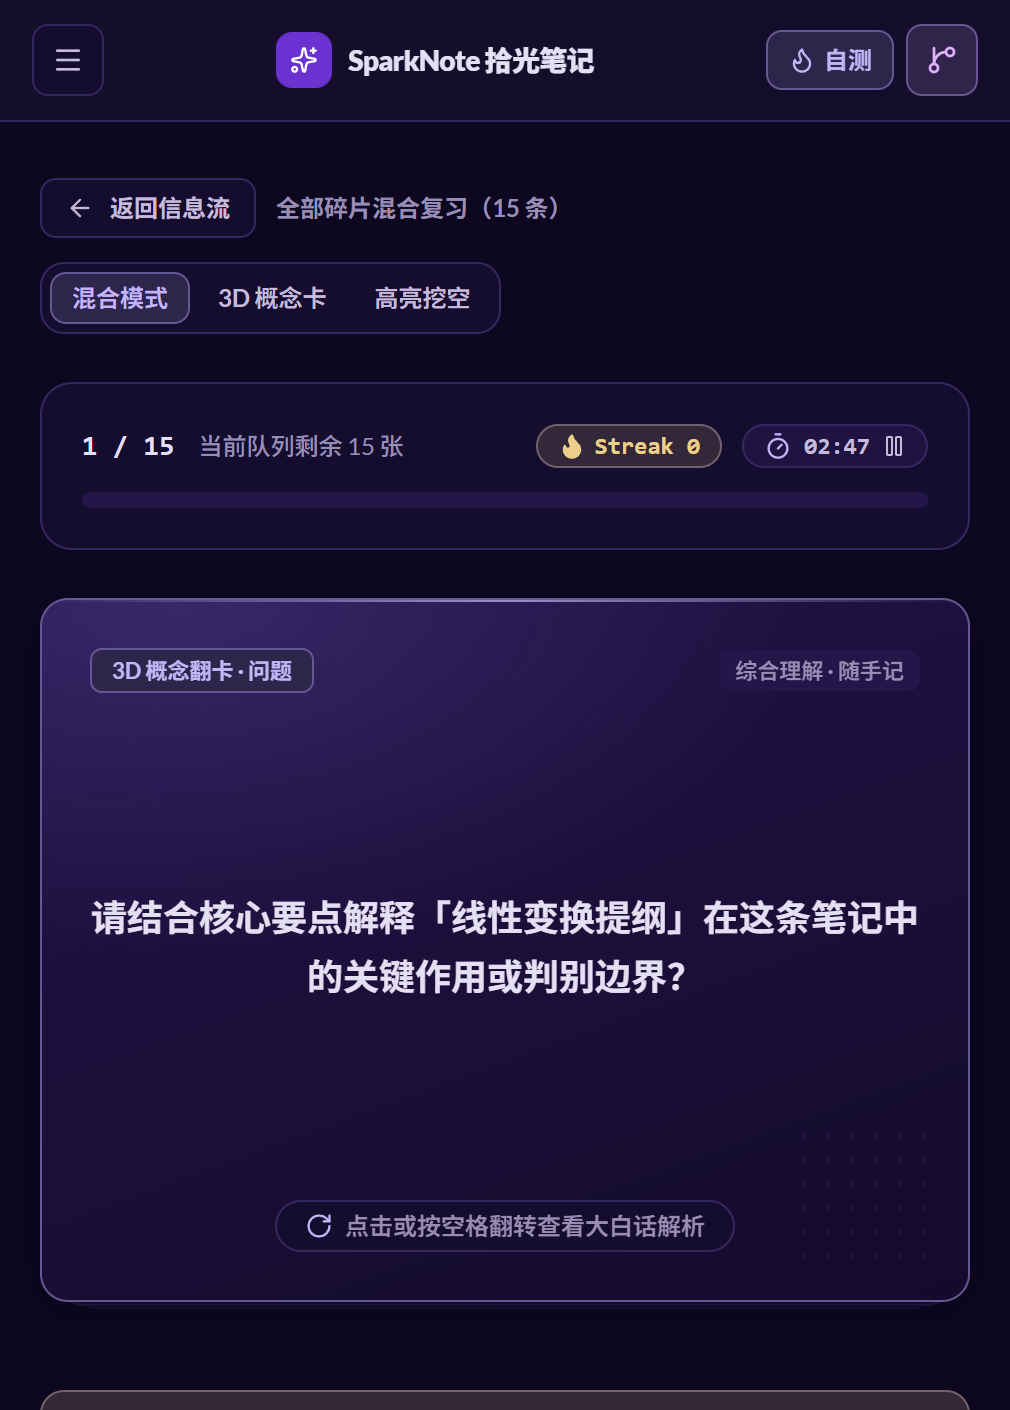 SparkNote 拾光笔记
自测
返回信息流
全部碎片混合复习（15 条）
混合模式
3D 概念卡
高亮挖空
1 / 15
当前队列剩余 15 张
Streak 0
02:47
3D 概念翻卡 · 问题
综合理解 · 随手记
请结合核心要点解释「线性变换提纲」在这条笔记中
的关键作用或判别边界？
点击或按空格翻转查看大白话解析